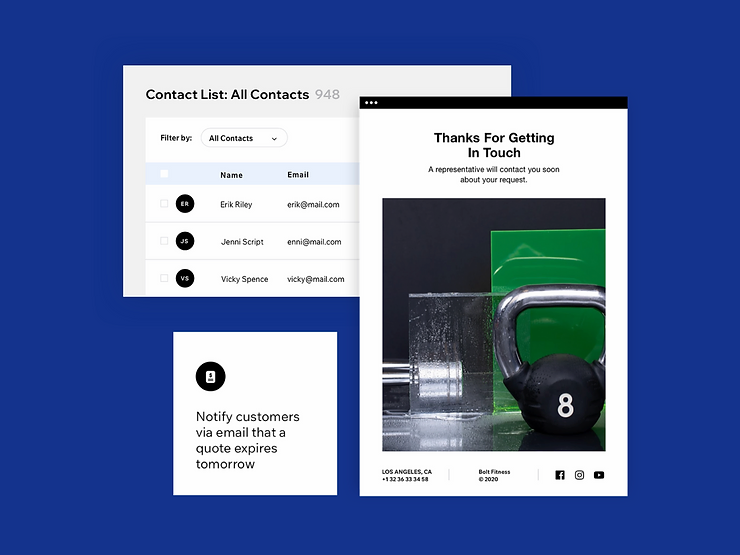 Contact List: All Contacts 948
Filter by: All Contacts
Name Email
ER Erik Riley erik@mail.com
JS Jenni Script enni@mail.com
VS Vicky Spence vicky@mail.com
Thanks For Getting
In Touch
A representative will contact you soon
about your request.
8
LOS ANGELES, CA
+1 32 36 33 34 58
Bolt Fitness
© 2020
Notify customers
via email that a
quote expires
tomorrow